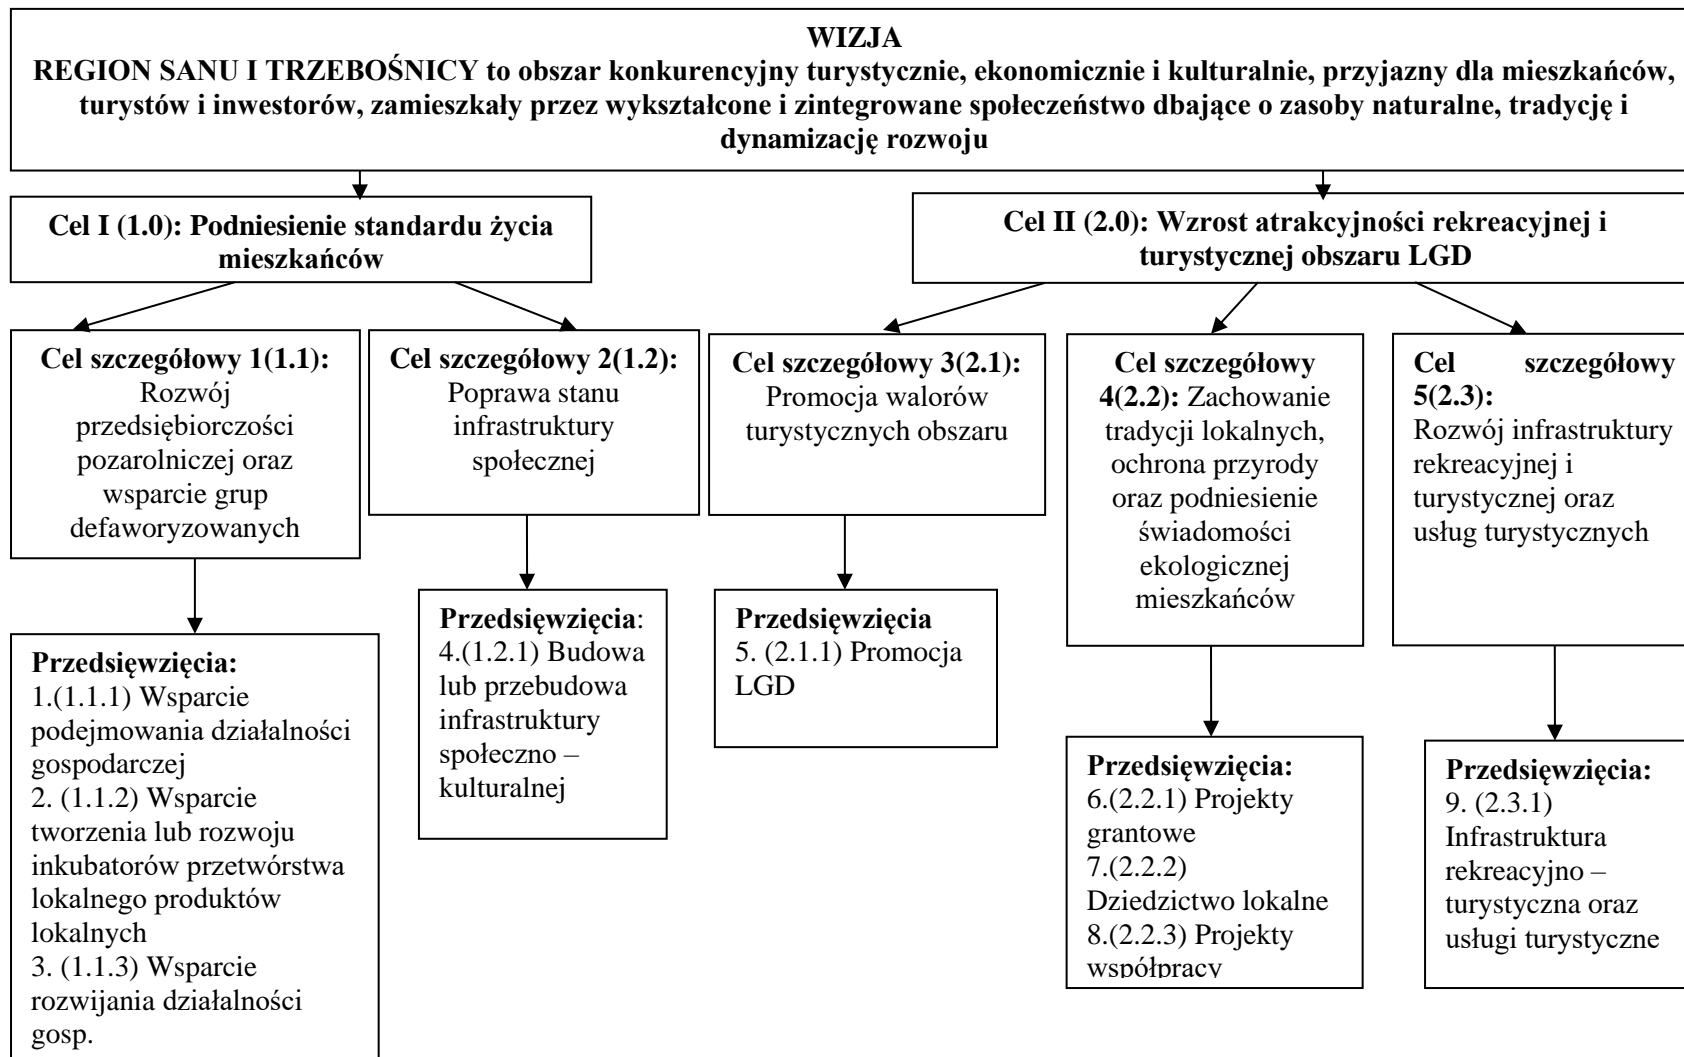 WIZJA
REGION SANU I TRZEBOŚNICY to obszar konkurencyjny turystycznie, ekonomicznie i kulturalnie, przyjazny dla mieszkańców,
turystów i inwestorów, zamieszkały przez wykształcone i zintegrowane społeczeństwo dbające o zasoby naturalne, tradycję i
dynamizację rozwoju
Cel I (1.0): Podniesienie standardu życia
mieszkańców
Cel II (2.0): Wzrost atrakcyjności rekreacyjnej i
turystycznej obszaru LGD
Cel szczegółowy 1(1.1):
Rozwój
przedsiębiorczości
pozarolniczej oraz
wsparcie grup
defaworyzowanych
Cel szczegółowy 2(1.2):
Poprawa stanu
infrastruktury
społecznej
Cel szczegółowy 3(2.1):
Promocja walorów
turystycznych obszaru
Cel szczegółowy
4(2.2): Zachowanie
tradycji lokalnych,
ochrona przyrody
oraz podniesienie
świadomości
ekologicznej
mieszkańców
Cel szczegółowy
5(2.3):
Rozwój infrastruktury
rekreacyjnej i
turystycznej oraz
usług turystycznych
Przedsięwzięcia:
1.(1.1.1) Wsparcie
podejmowania działalności
gospodarczej
2. (1.1.2) Wsparcie
tworzenia lub rozwoju
inkubatorów przetwórstwa
lokalnego produktów
lokalnych
3. (1.1.3) Wsparcie
rozwijania działalności
gosp.
Przedsięwzięcia:
4.(1.2.1) Budowa
lub przebudowa
infrastruktury
społeczno –
kulturalnej
Przedsięwzięcia
5. (2.1.1) Promocja
LGD
Przedsięwzięcia:
6.(2.2.1) Projekty
grantowe
7.(2.2.2)
Dziedzictwo lokalne
8.(2.2.3) Projekty
współpracy
Przedsięwzięcia:
9. (2.3.1)
Infrastruktura
rekreacyjno –
turystyczna oraz
usługi turystyczne